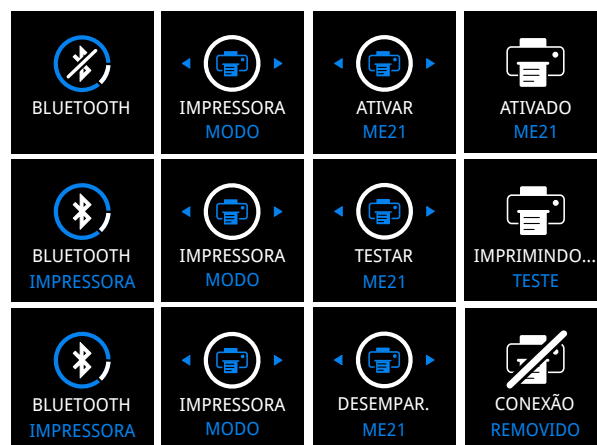 BLUETOOTH
IMPRESSORA
MODO
ATIVAR
ME21
ATIVADO
ME21
BLUETOOTH
IMPRESSORA
IMPRESSORA
MODO
TESTAR
ME21
IMPRIMINDO...
TESTE
BLUETOOTH
IMPRESSORA
IMPRESSORA
MODO
DESEMPAR.
ME21
CONEXÃO
REMOVIDO